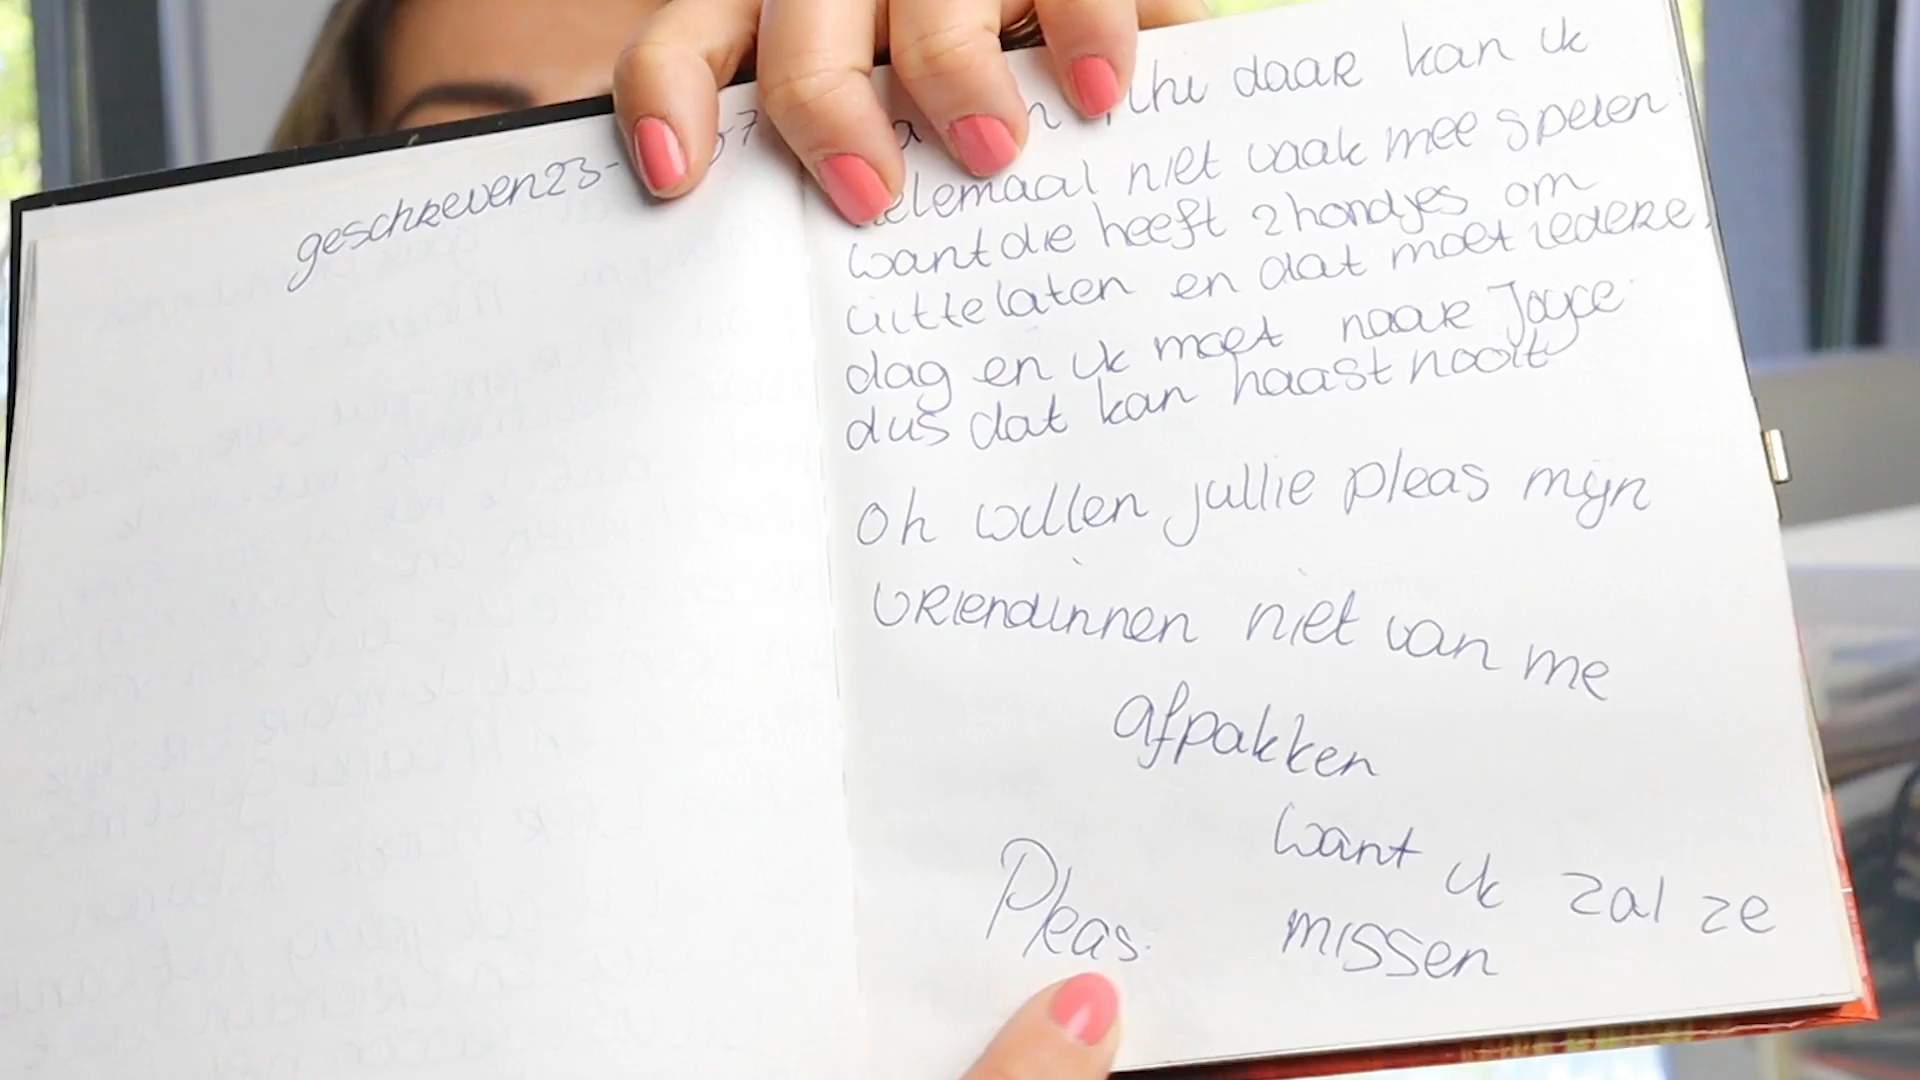 geschreven 23-
daar kan ik
helemaal niet vaak mee spelen
want die heeft 2 hondjes om
uittelaten en dat moet iedere
dag en ik moet naar Joyce
dus dat kan haast nooit
oh willen jullie pleas mijn
vriendinnen niet van me
afpakken
want ik zal ze
missen
Pleas.